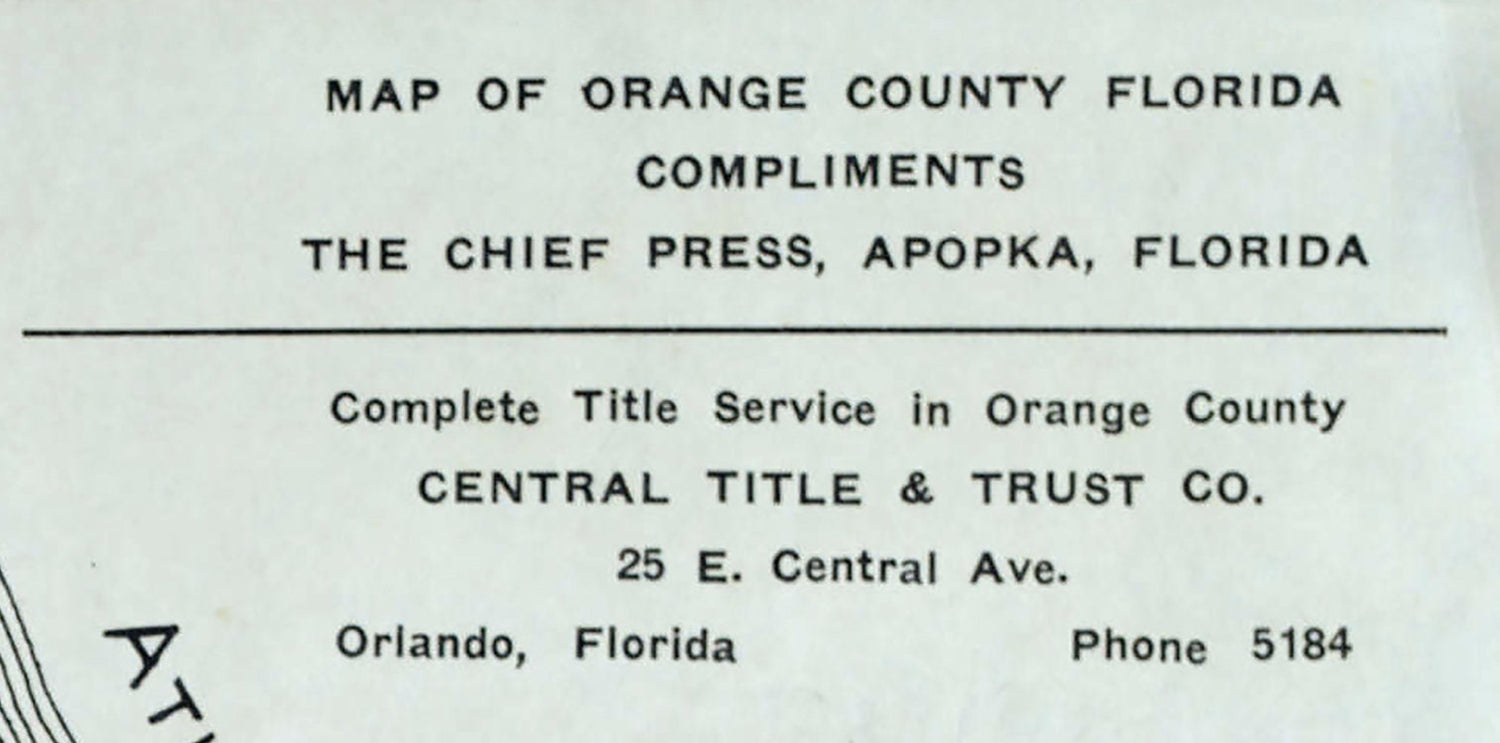 MAP OF ORANGE COUNTY FLORIDA
COMPLIMENTS
THE CHIEF PRESS, APOPKA, FLORIDA
Complete Title Service in Orange County
CENTRAL TITLE & TRUST CO.
25 E. Central Ave.
Orlando, Florida Phone 5184